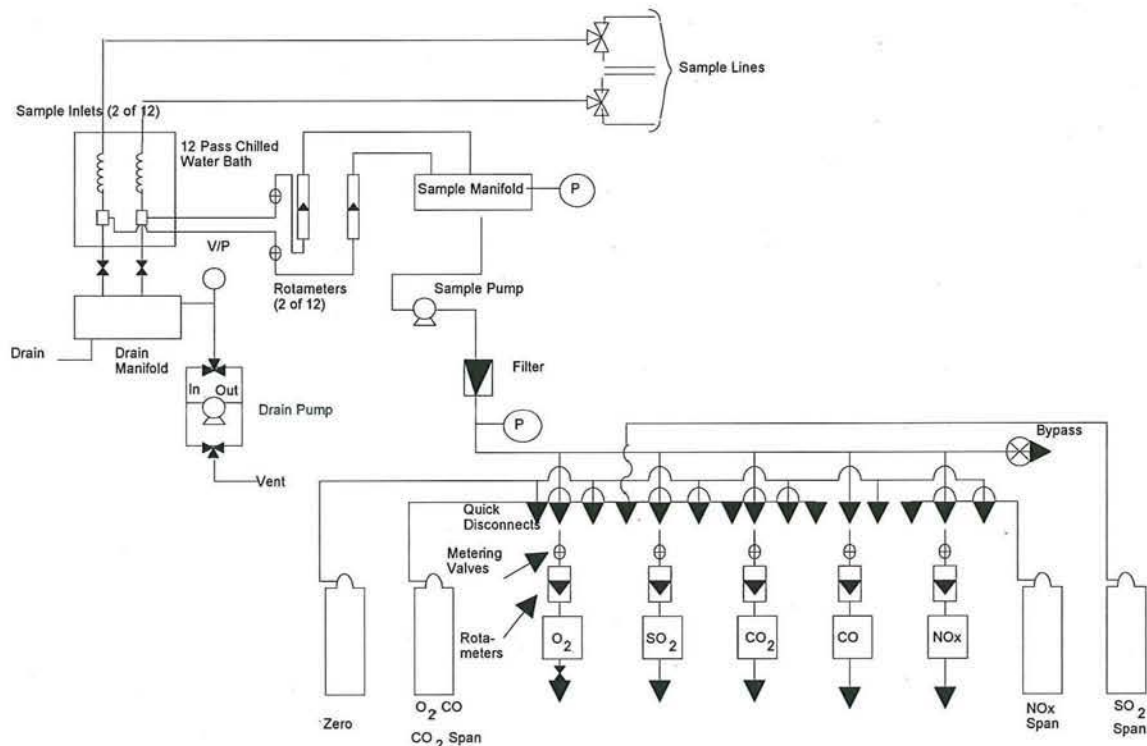 Sample Lines
Sample Inlets (2 of 12)
12 Pass Chilled
Water Bath
Sample Manifold
P
V/P
Rotameters
(2 of 12)
Sample Pump
Drain
Drain
Manifold
Filter
In
Out
Drain Pump
P
Bypass
Vent
Quick
Disconnects
Metering
Valves
Rota-
meters
O2
SO2
CO2
CO
NOx
Zero
O2 CO
CO2 Span
NOx
Span
SO2
Span